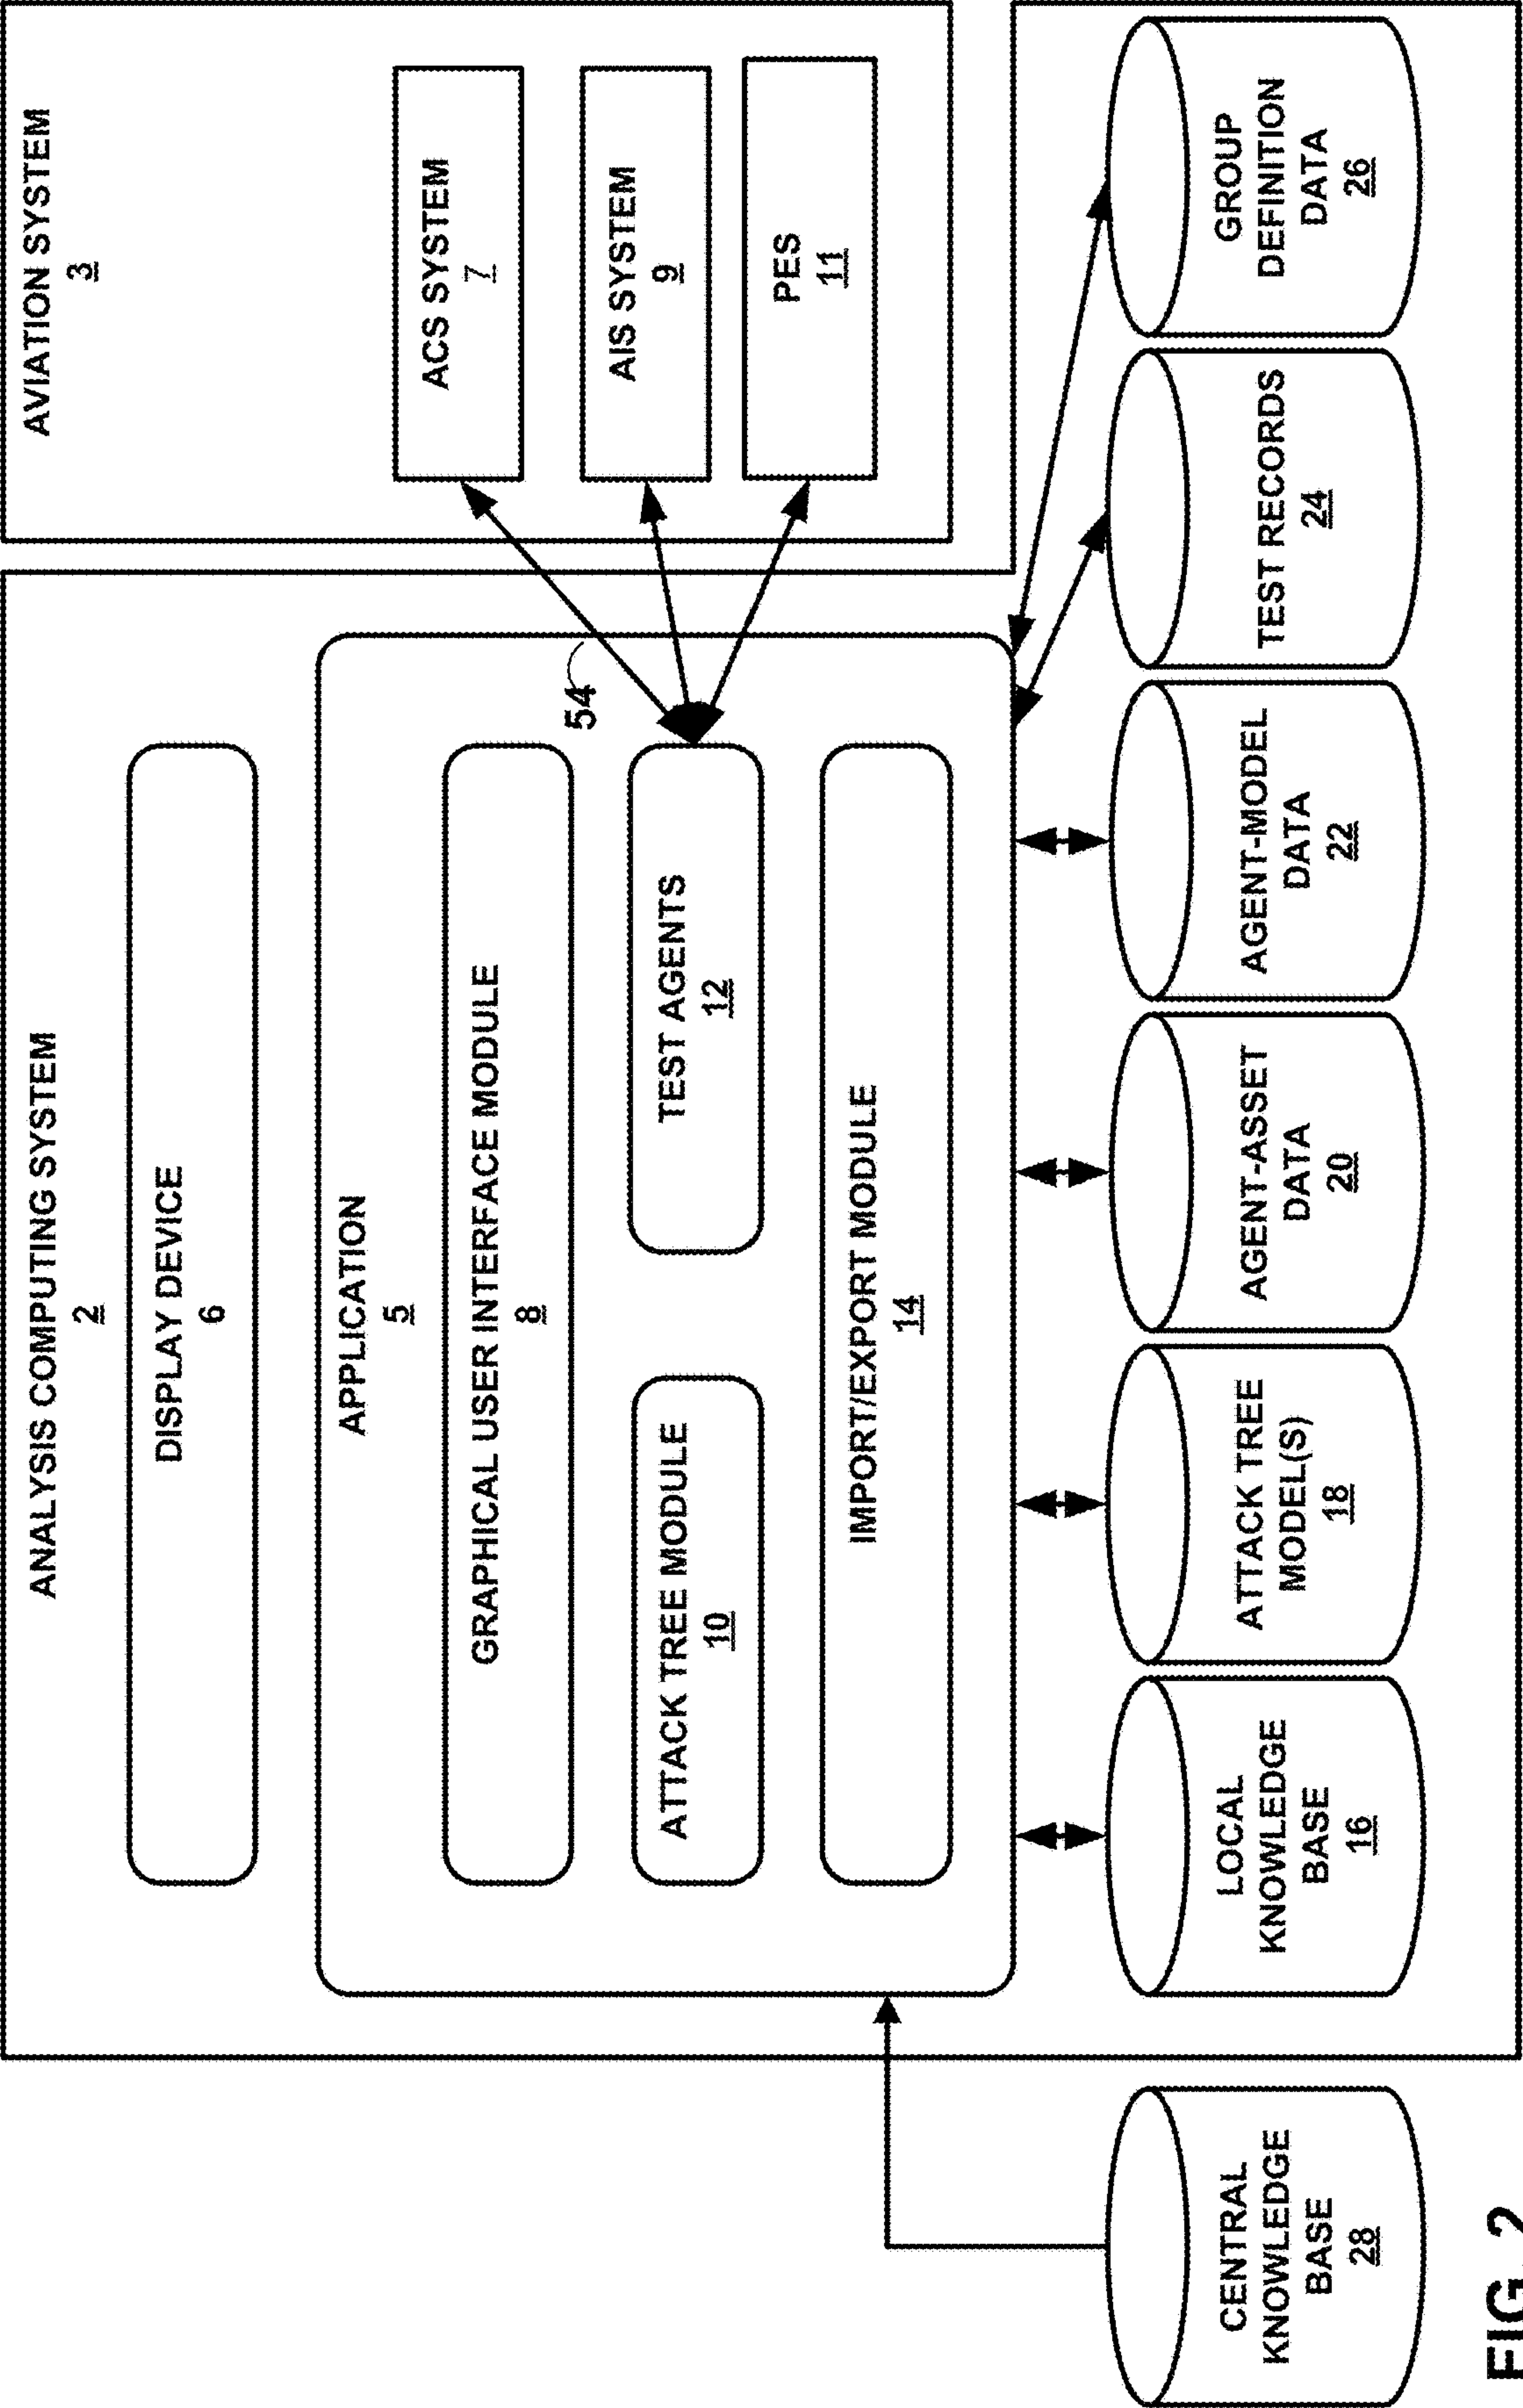 ANALYSIS COMPUTING SYSTEM
2
DISPLAY DEVICE
6
APPLICATION
5
GRAPHICAL USER INTERFACE MODULE
8
54
ATTACK TREE MODULE
10
TEST AGENTS
12
IMPORT/EXPORT MODULE
14
AVIATION SYSTEM
3
ACS SYSTEM
7
AIS SYSTEM
9
PES
11
CENTRAL
KNOWLEDGE
BASE
28
LOCAL
KNOWLEDGE
BASE
16
ATTACK TREE
MODEL(S)
18
AGENT-ASSET
DATA
20
AGENT-MODEL
DATA
22
TEST RECORDS
24
GROUP
DEFINITION
DATA
26
FIG. 2